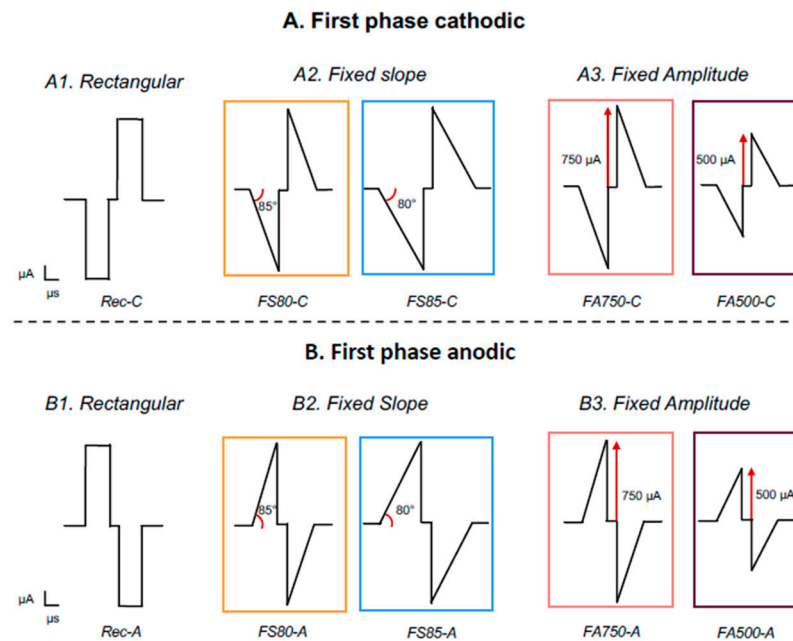 A. First phase cathodic
A1. Rectangular
A2. Fixed slope
A3. Fixed Amplitude
85°
80°
750 µA
500 µA
µA
µs
Rec-C
FS80-C
FS85-C
FA750-C
FA500-C
B. First phase anodic
B1. Rectangular
B2. Fixed Slope
B3. Fixed Amplitude
85°
80°
750 µA
500 µA
µA
µs
Rec-A
FS80-A
FS85-A
FA750-A
FA500-A